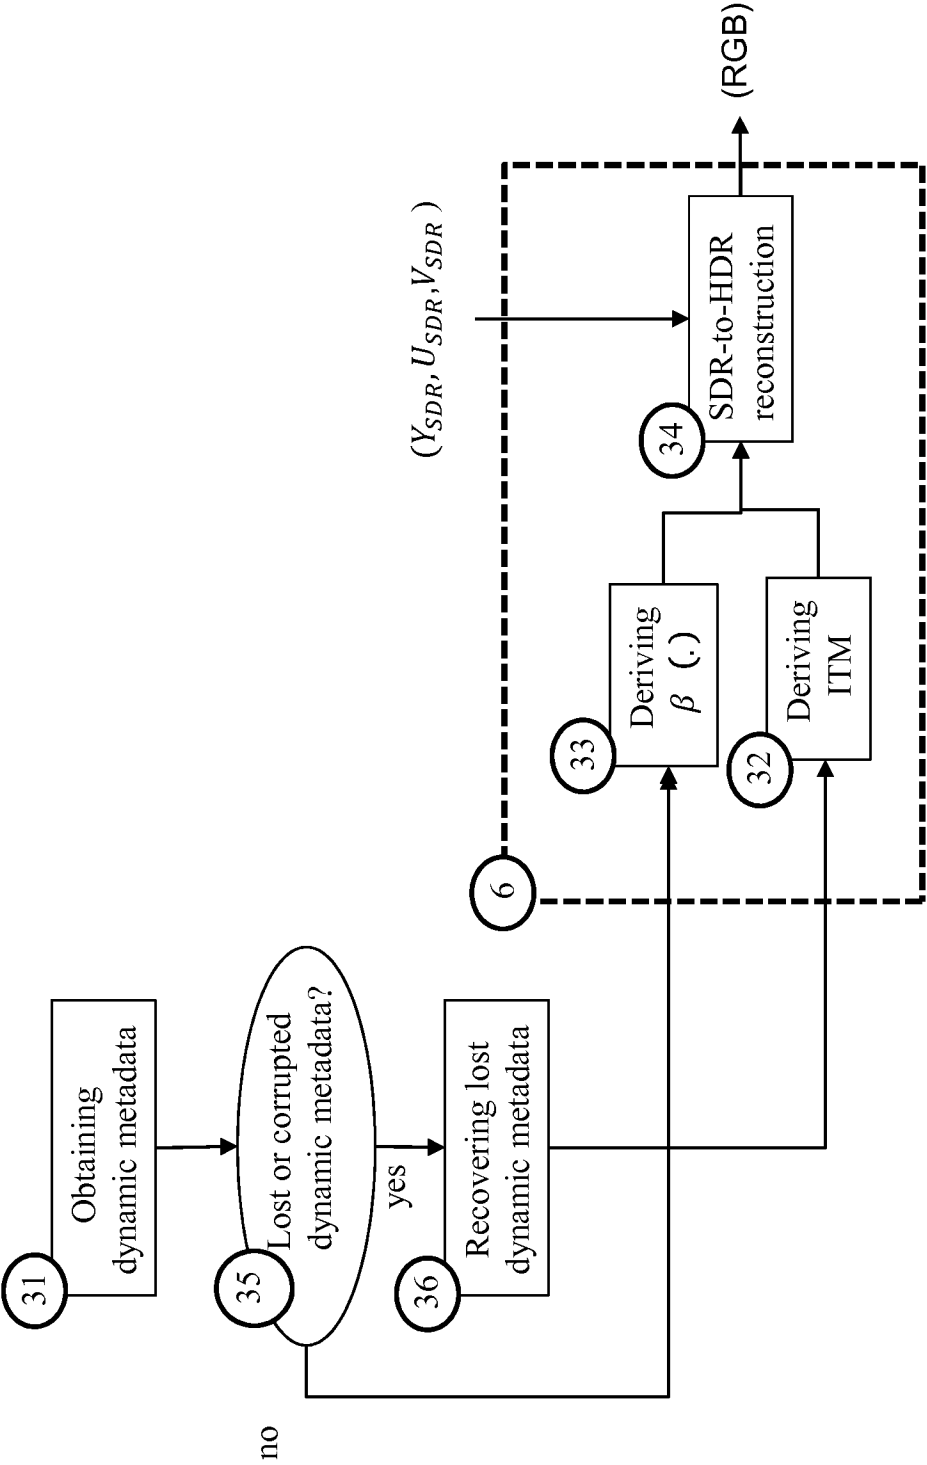 31
Obtaining
dynamic metadata
35
Lost or corrupted
dynamic metadata?
no
yes
36
Recovering lost
dynamic metadata
6
33
Deriving
β (.)
32
Deriving
ITM
(Y_SDR, U_SDR, V_SDR)
34
SDR-to-HDR
reconstruction
(RGB)